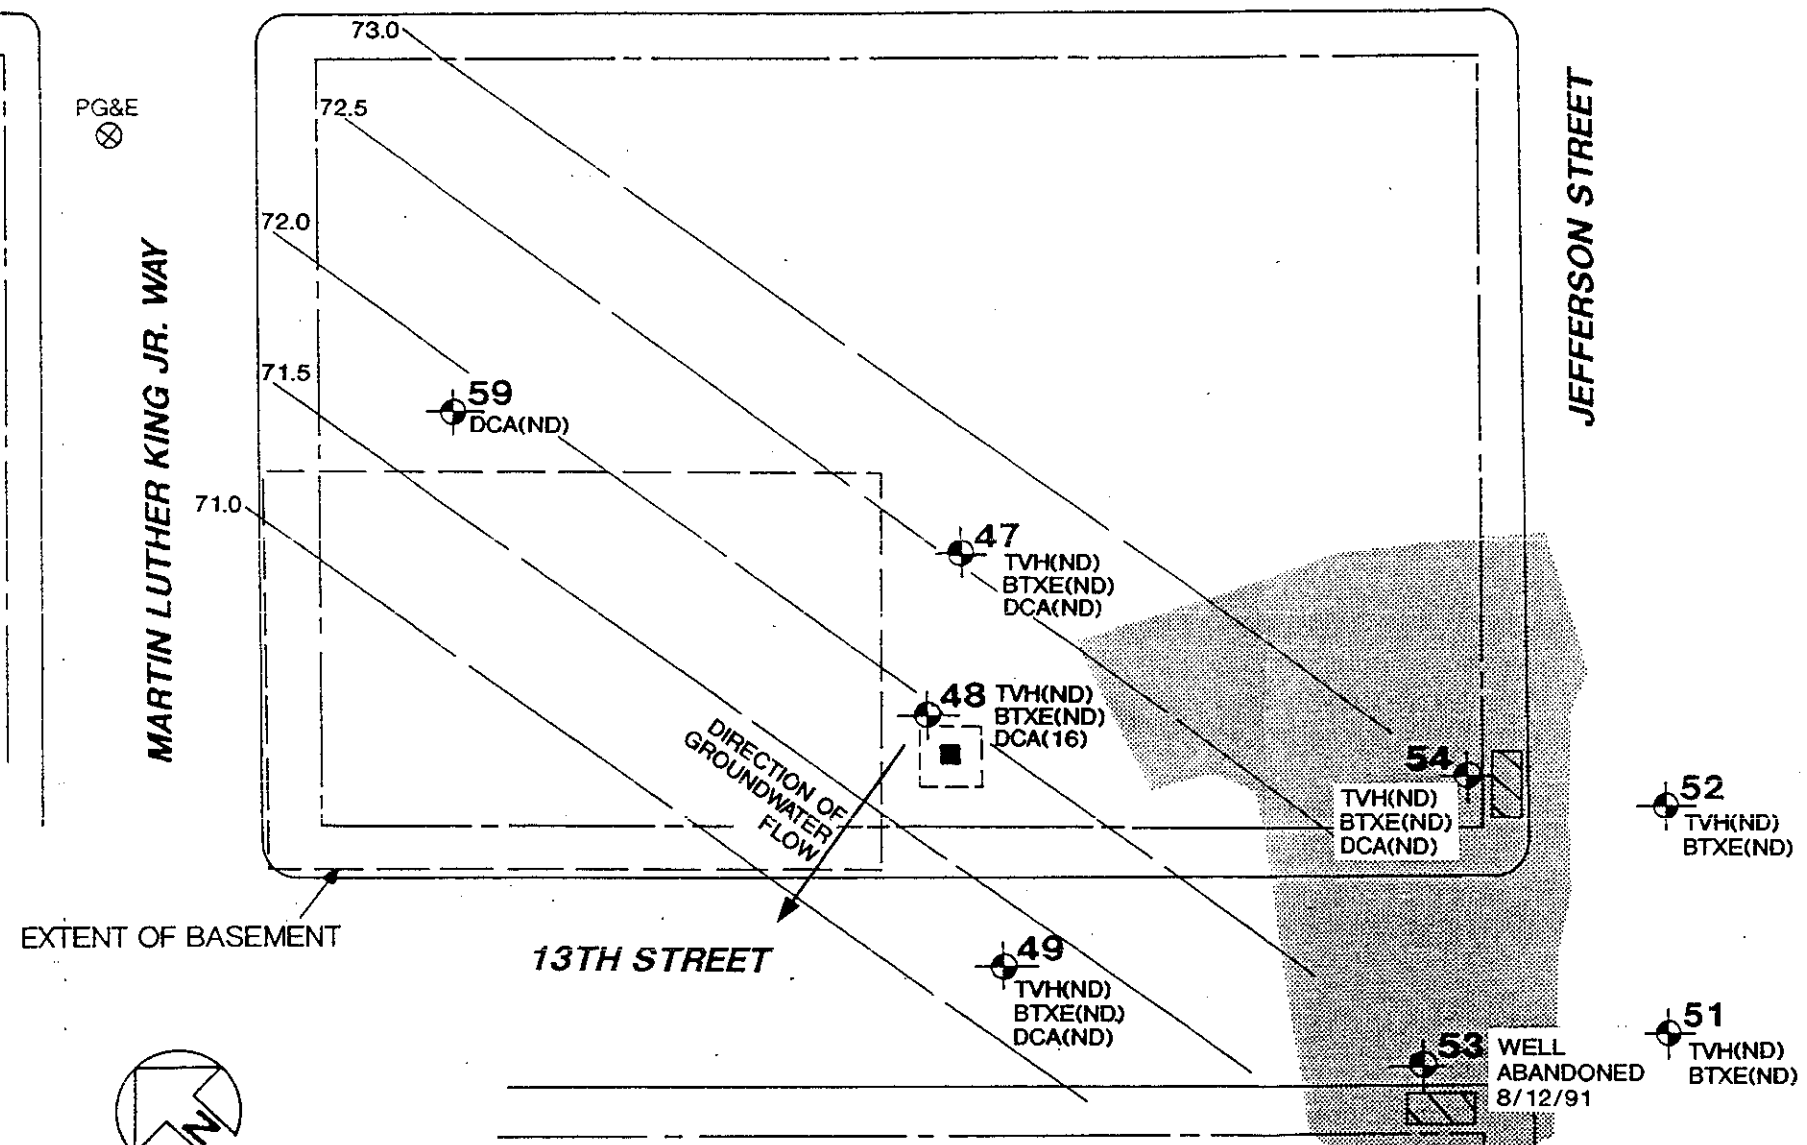 73.0
PG&E
72.5
72.0
71.5
71.0
MARTIN LUTHER KING JR. WAY
JEFFERSON STREET
59
DCA(ND)
47
TVH(ND)
BTXE(ND)
DCA(ND)
48
TVH(ND)
BTXE(ND)
DCA(16)
DIRECTION OF
GROUNDWATER
FLOW
54
TVH(ND)
BTXE(ND)
DCA(ND)
52
TVH(ND)
BTXE(ND)
EXTENT OF BASEMENT
13TH STREET
49
TVH(ND)
BTXE(ND)
DCA(ND)
53
WELL
ABANDONED
8/12/91
51
TVH(ND)
BTXE(ND)
N